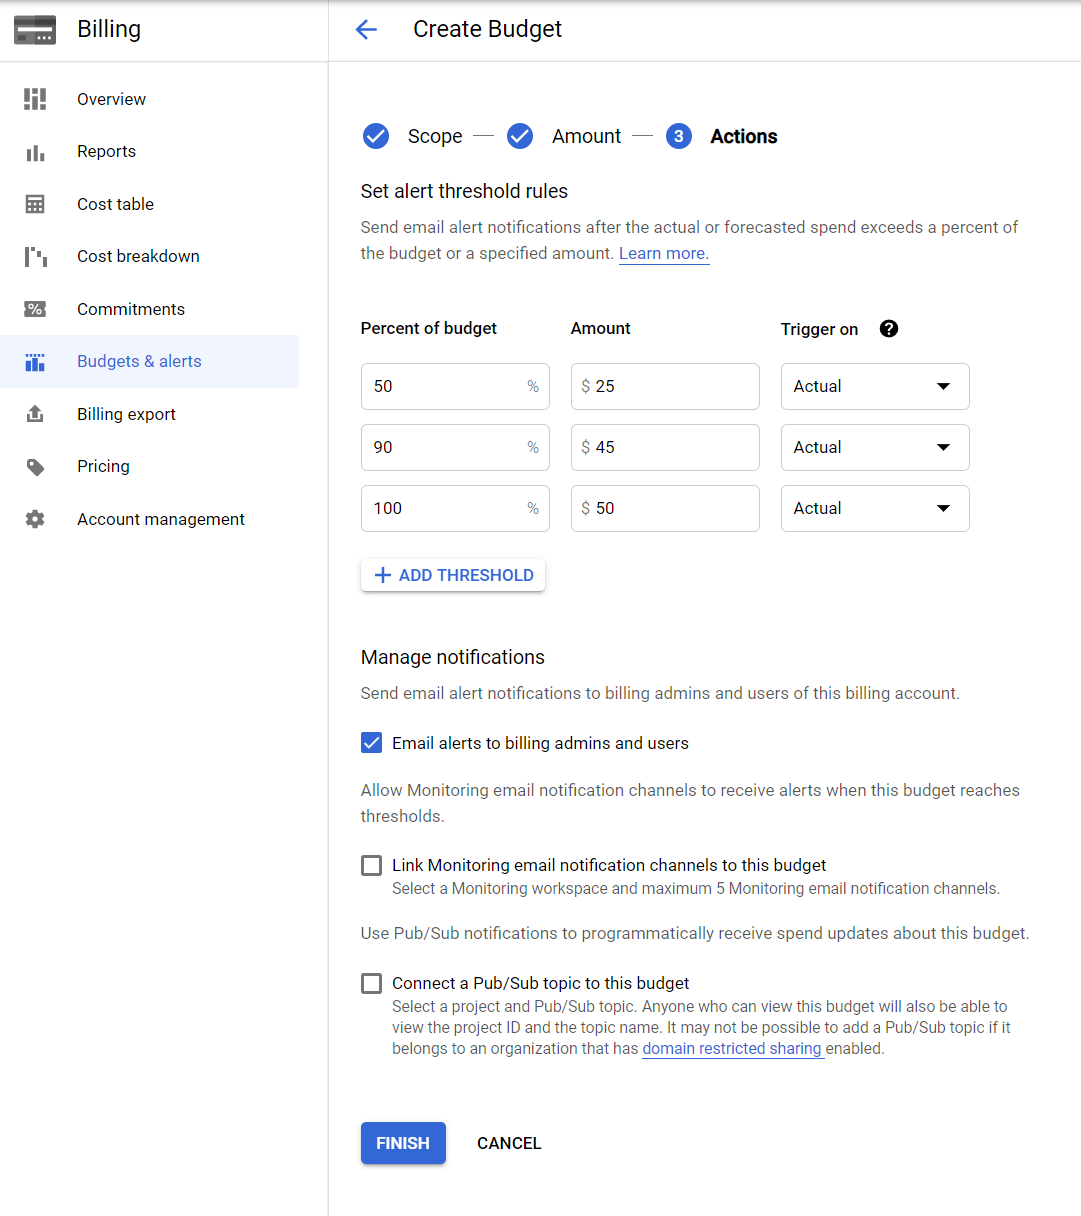 Billing
Create Budget
Overview
Reports
Cost table
Cost breakdown
Commitments
Budgets & alerts
Billing export
Pricing
Account management
Scope
Amount
3 Actions
Set alert threshold rules
Send email alert notifications after the actual or forecasted spend exceeds a percent of
the budget or a specified amount. Learn more.
Percent of budget Amount Trigger on ?
50 % $ 25 Actual
90 % $ 45 Actual
100 % $ 50 Actual
+ ADD THRESHOLD
Manage notifications
Send email alert notifications to billing admins and users of this billing account.
Email alerts to billing admins and users
Allow Monitoring email notification channels to receive alerts when this budget reaches
thresholds.
Link Monitoring email notification channels to this budget
Select a Monitoring workspace and maximum 5 Monitoring email notification channels.
Use Pub/Sub notifications to programmatically receive spend updates about this budget.
Connect a Pub/Sub topic to this budget
Select a project and Pub/Sub topic. Anyone who can view this budget will also be able to
view the project ID and the topic name. It may not be possible to add a Pub/Sub topic if it
belongs to an organization that has domain restricted sharing enabled.
FINISH CANCEL